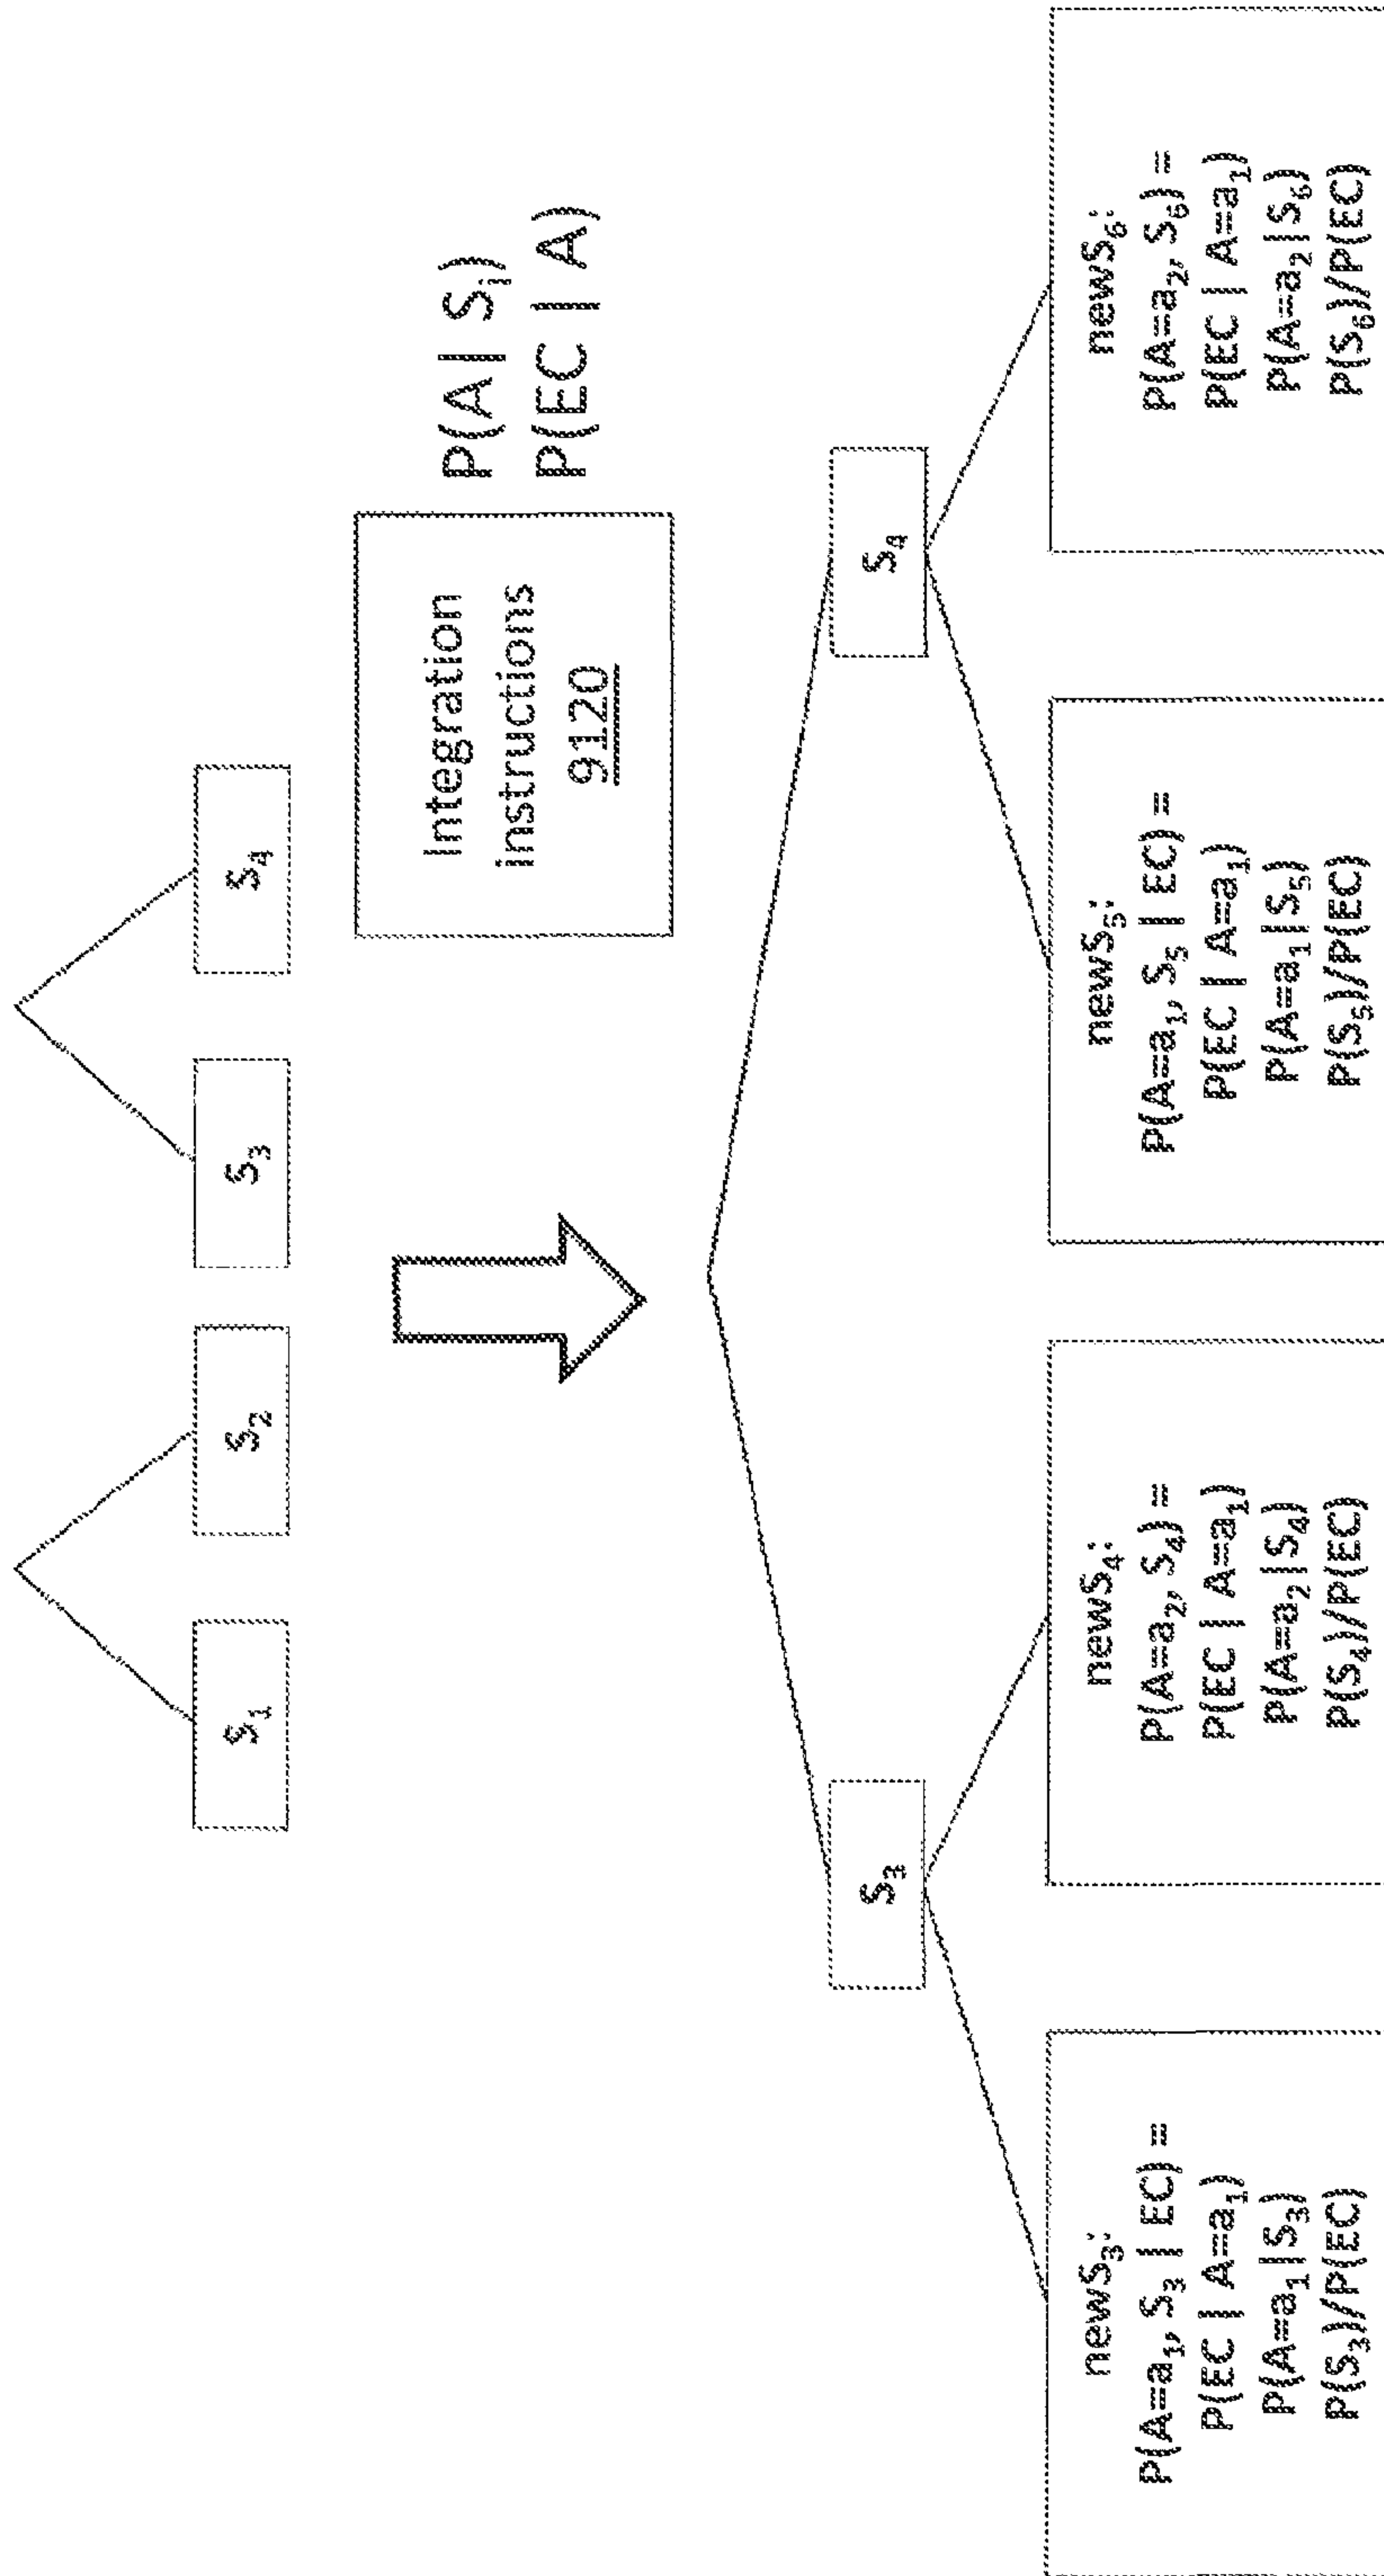 S₁
S₂
S₃
S₄
Integration
instructions
9120
P(A | Sᵢ)
P(EC | A)
S₃
S₄
newS₃:
P(A=a₁, S₃ | EC) =
P(EC | A=a₁)
P(A=a₁|S₃)
P(S₃)/P(EC)
newS₄:
P(A=a₂, S₄) =
P(EC | A=a₁)
P(A=a₂|S₄)
P(S₄)/P(EC)
newS₅:
P(A=a₁, S₅ | EC) =
P(EC | A=a₁)
P(A=a₁|S₅)
P(S₅)/P(EC)
newS₆:
P(A=a₂, S₆) =
P(EC | A=a₁)
P(A=a₂|S₆)
P(S₆)/P(EC)